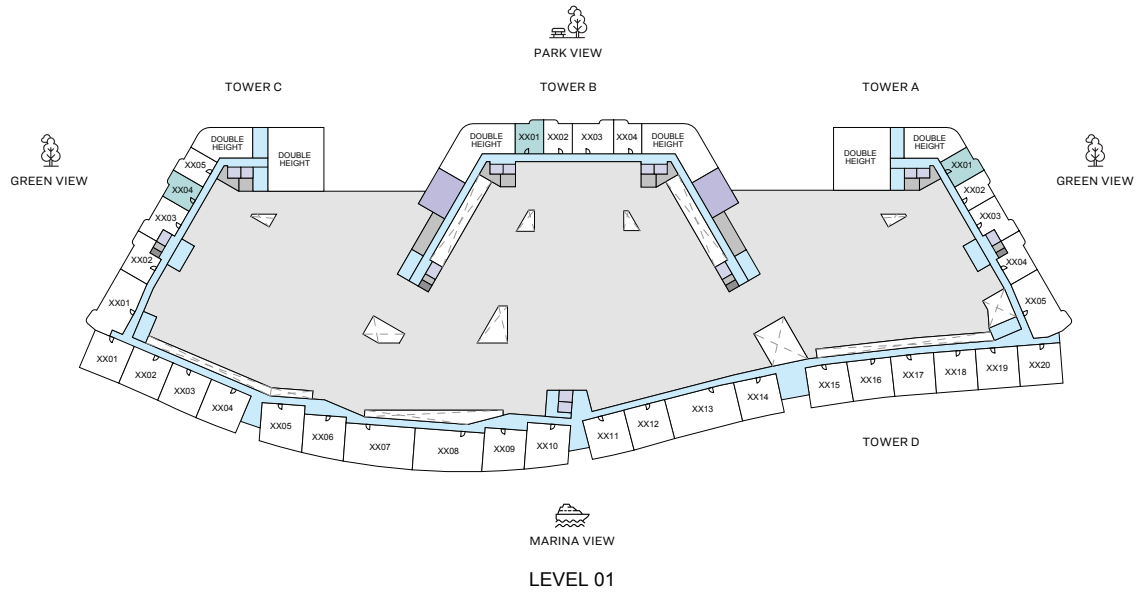 PARK VIEW
TOWER C
TOWER B
TOWER A
GREEN VIEW
GREEN VIEW
DOUBLE
HEIGHT
DOUBLE
HEIGHT
XX05
XX04
XX03
XX02
XX01
DOUBLE
HEIGHT
XX01
XX02
XX03
XX04
DOUBLE
HEIGHT
DOUBLE
HEIGHT
DOUBLE
HEIGHT
XX01
XX02
XX03
XX04
XX05
XX01
XX02
XX03
XX04
XX05
XX06
XX07
XX08
XX09
XX10
XX11
XX12
XX13
XX14
XX15
XX16
XX17
XX18
XX19
XX20
TOWER D
MARINA VIEW
LEVEL 01